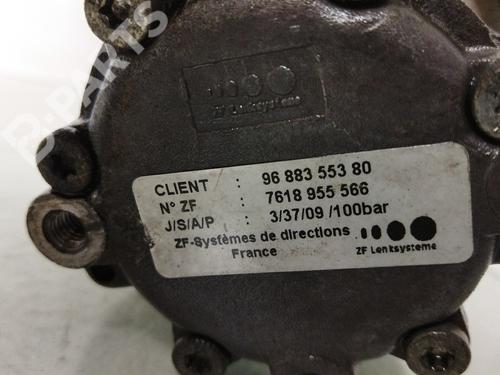 B-PARTS
ZF Lenksysteme
CLIENT : 96 883 553 80
N° ZF : 7618 955 566
J/S/A/P : 3/37/09 /100bar
ZF-Systèmes de directions
France
ZF Lenksysteme